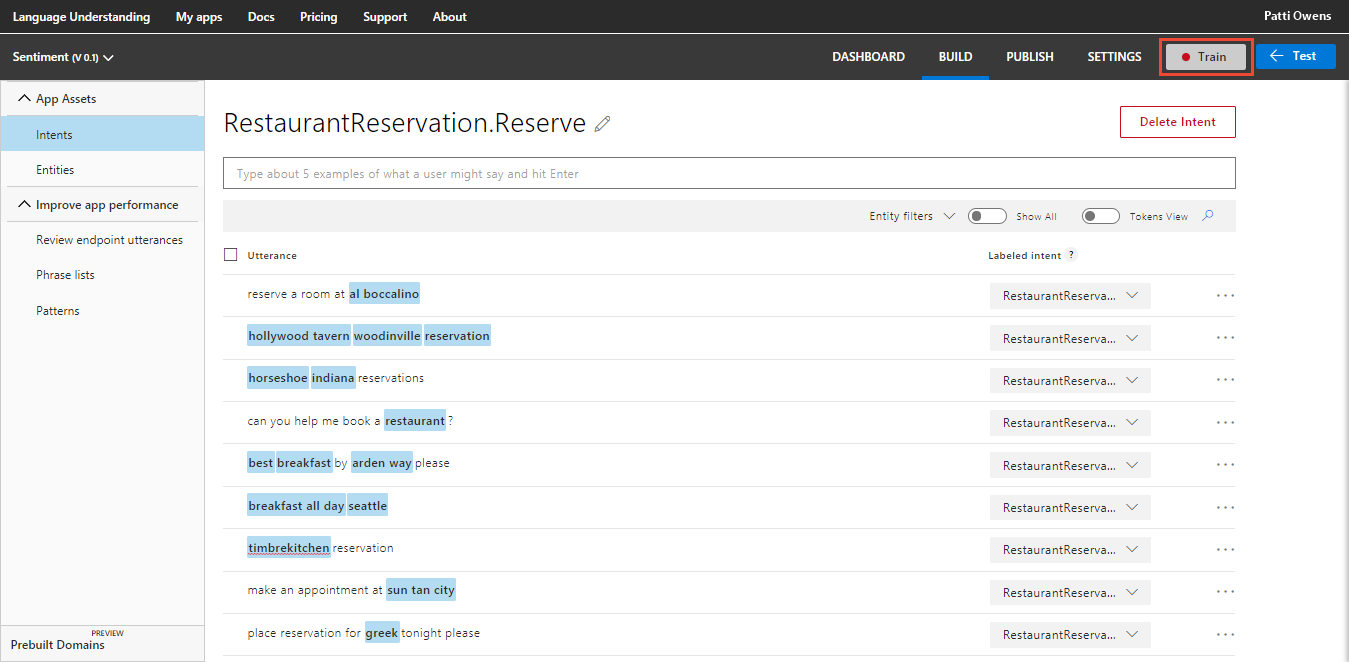 Language Understanding My apps Docs Pricing Support About Patti Owens
Sentiment (V 0.1) DASHBOARD BUILD PUBLISH SETTINGS Train Test
App Assets
Intents
Entities
Improve app performance
Review endpoint utterances
Phrase lists
Patterns
PREVIEW
Prebuilt Domains
RestaurantReservation.Reserve Delete Intent
Type about 5 examples of what a user might say and hit Enter
Entity filters Show All Tokens View
Utterance Labeled intent ?
reserve a room at al boccalino RestaurantReserva... ...
hollywood tavern woodinville reservation RestaurantReserva... ...
horseshoe indiana reservations RestaurantReserva... ...
can you help me book a restaurant ? RestaurantReserva... ...
best breakfast by arden way please RestaurantReserva... ...
breakfast all day seattle RestaurantReserva... ...
timbrekitchen reservation RestaurantReserva... ...
make an appointment at sun tan city RestaurantReserva... ...
place reservation for greek tonight please RestaurantReserva... ...